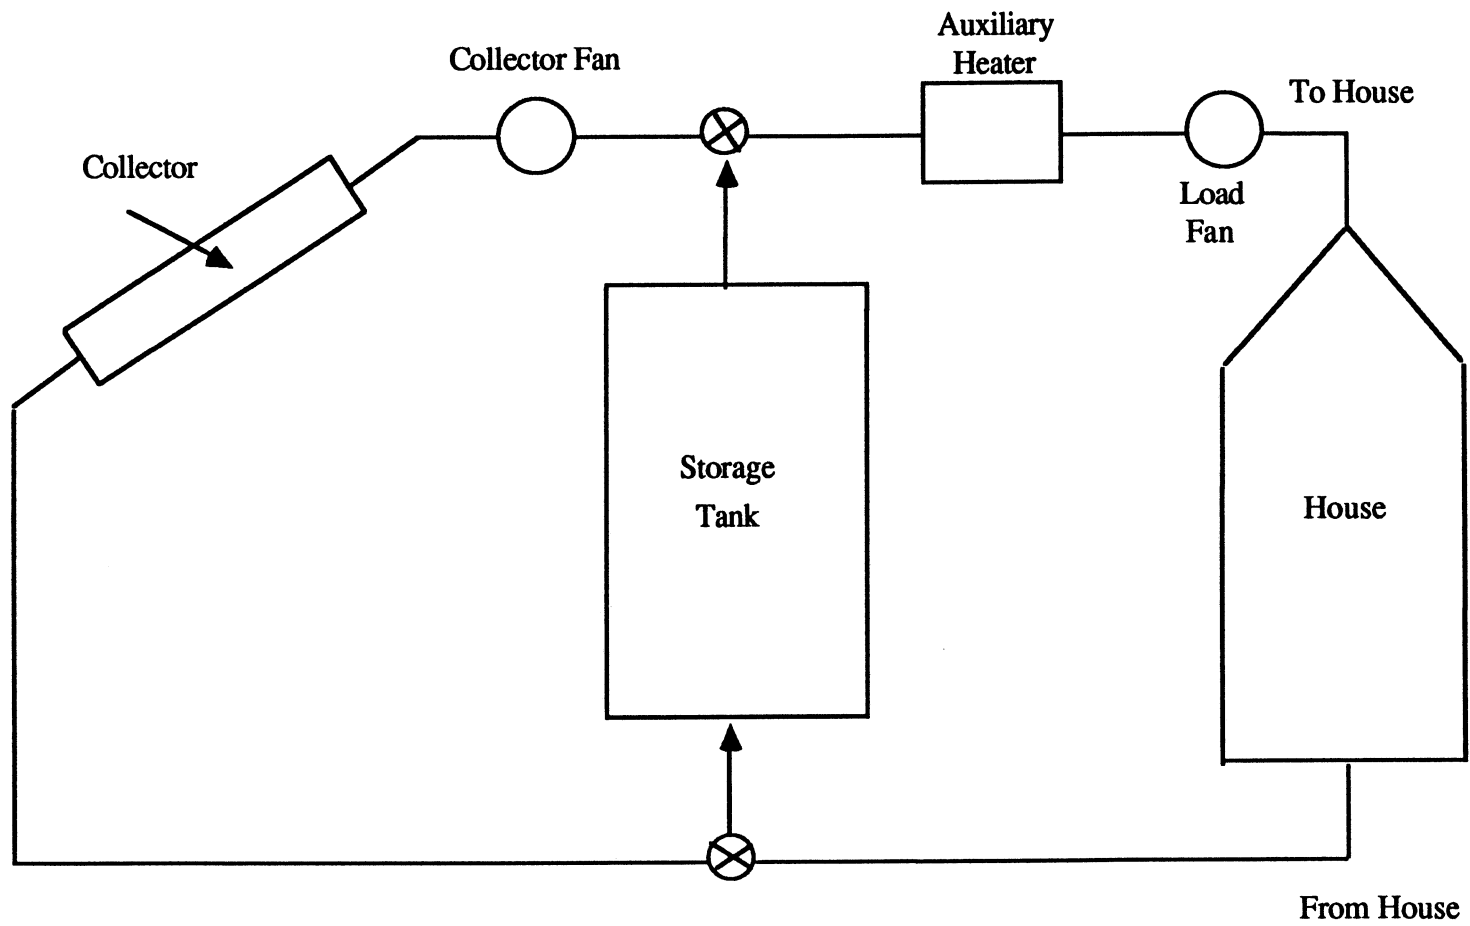 Auxiliary
Heater
Collector Fan
To House
Collector
Load
Fan
Storage
Tank
House
From House